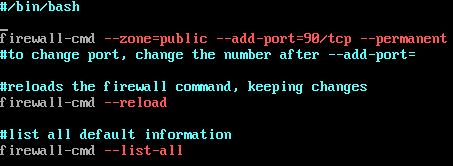 #/bin/bash
firewall-cmd --zone=public --add-port=90/tcp --permanent
#to change port, change the number after --add-port=
#reloads the firewall command, keeping changes
firewall-cmd --reload
#list all default information
firewall-cmd --list-all